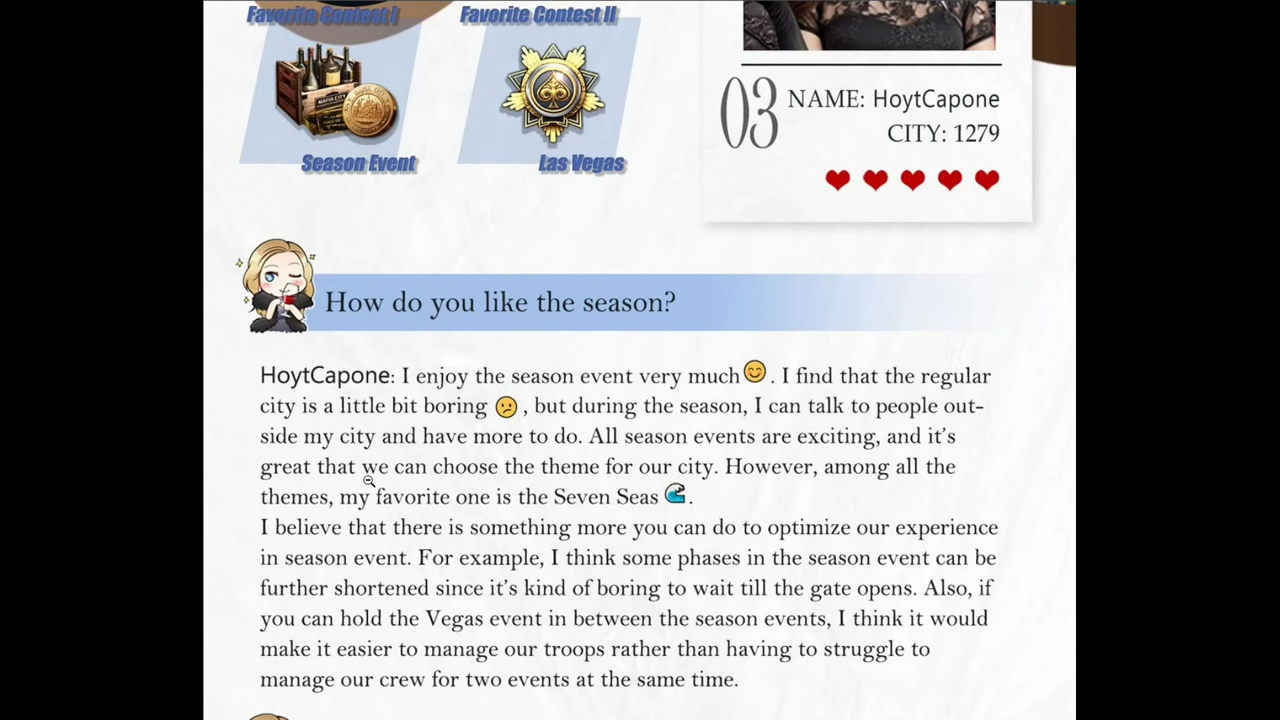 Favorite Contest I
Favorite Contest II
MAFIA CITY
Season Event
Las Vegas
03
NAME: HoytCapone
CITY: 1279
How do you like the season?
HoytCapone: I enjoy the season event very much😊. I find that the regular
city is a little bit boring 😕, but during the season, I can talk to people out-
side my city and have more to do. All season events are exciting, and it's
great that we can choose the theme for our city. However, among all the
themes, my favorite one is the Seven Seas 🌊.
I believe that there is something more you can do to optimize our experience
in season event. For example, I think some phases in the season event can be
further shortened since it's kind of boring to wait till the gate opens. Also, if
you can hold the Vegas event in between the season events, I think it would
make it easier to manage our troops rather than having to struggle to
manage our crew for two events at the same time.